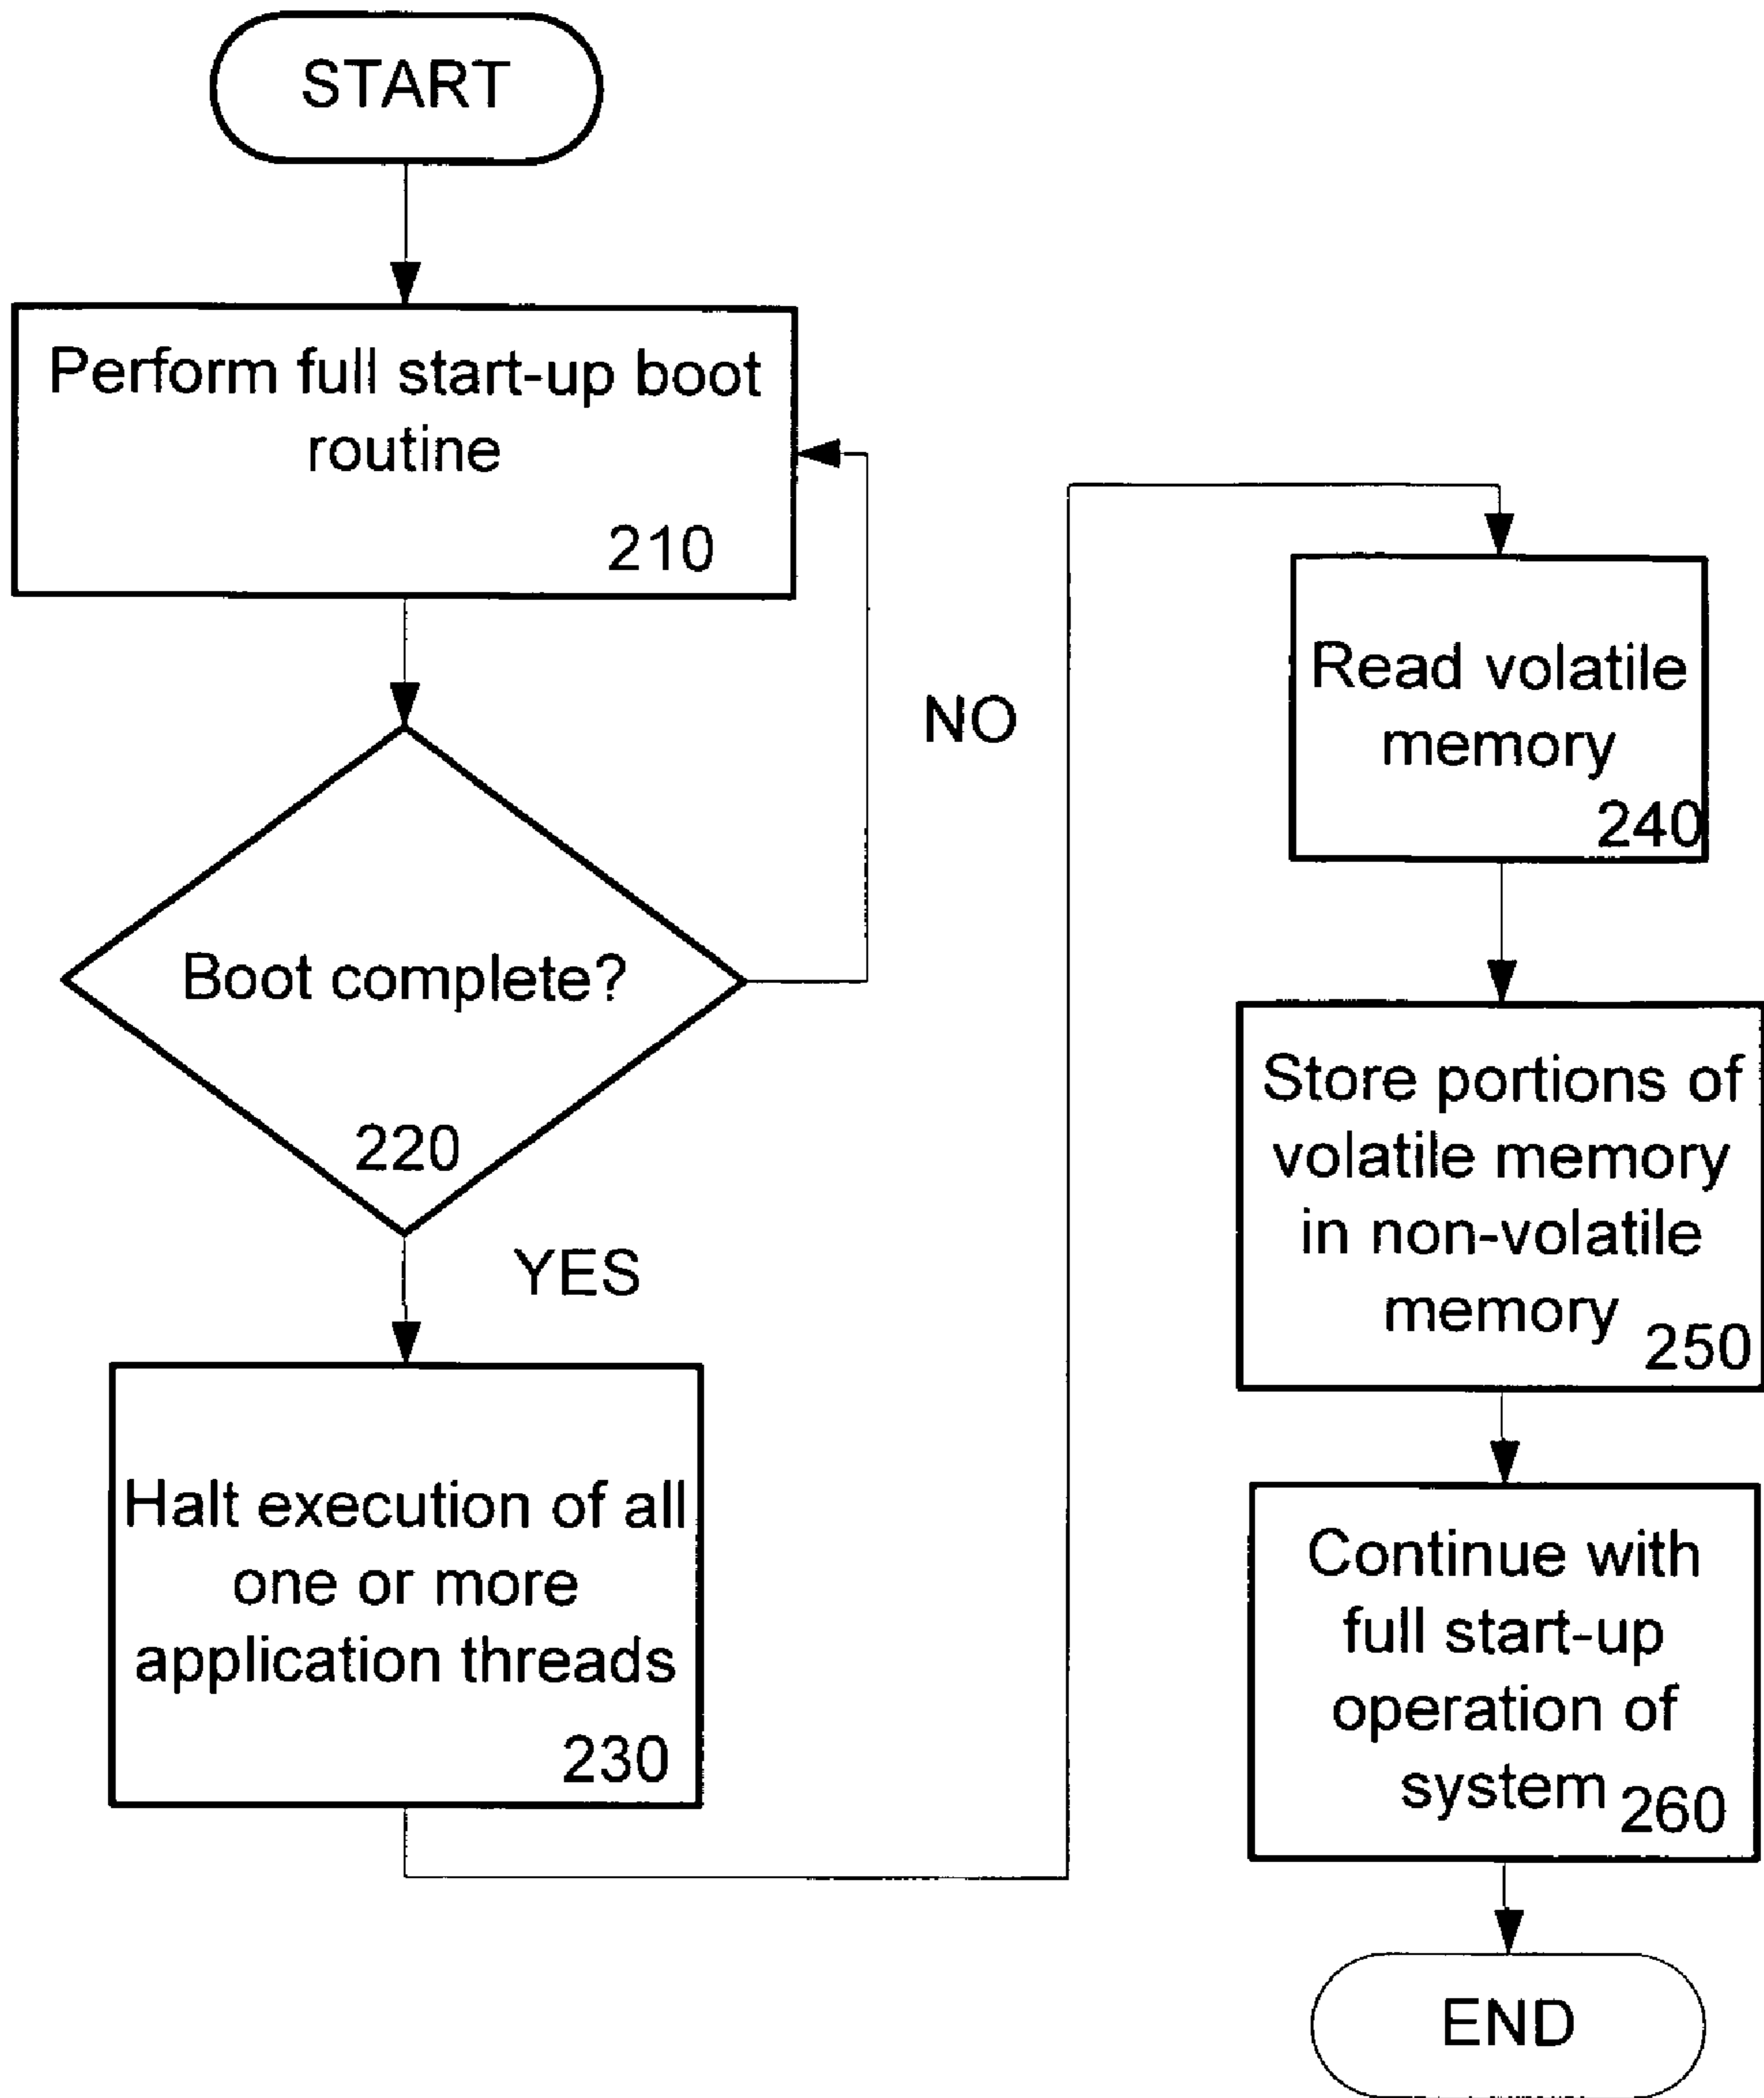 START
Perform full start-up boot
routine
210
Boot complete?
220
NO
YES
Halt execution of all
one or more
application threads
230
Read volatile
memory
240
Store portions of
volatile memory
in non-volatile
memory
250
Continue with
full start-up
operation of
system
260
END